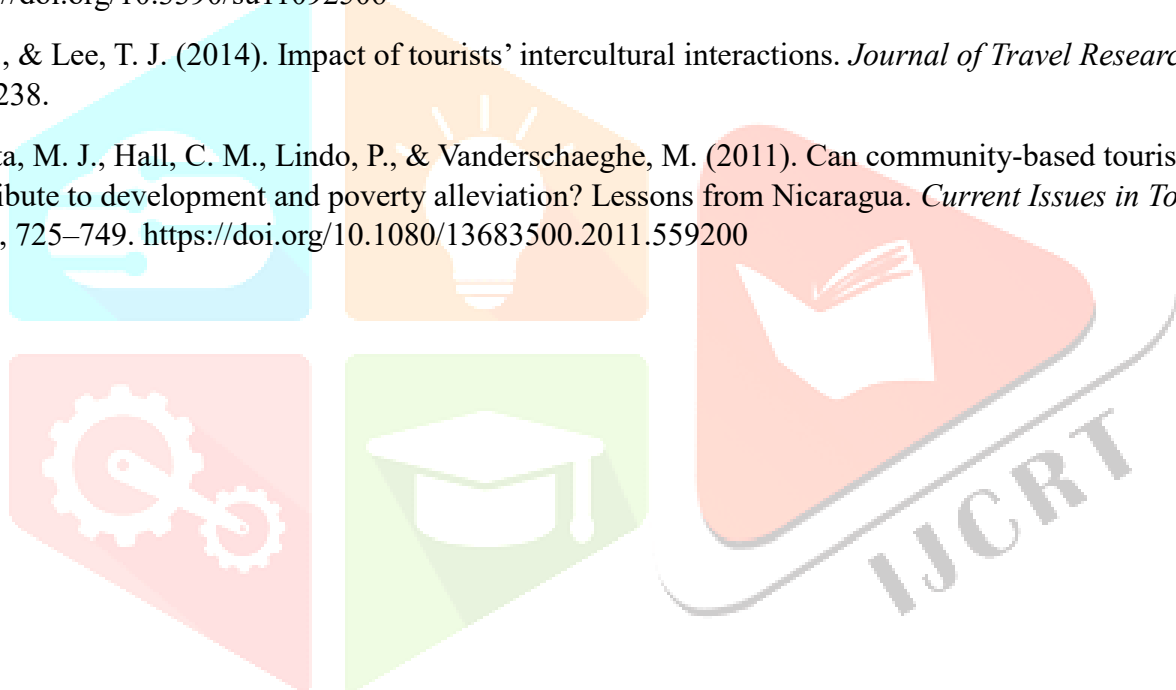 //doi.org/10.3390/su11092500
., & Lee, T. J. (2014). Impact of tourists’ intercultural interactions. Journal of Travel Researc
238.
ta, M. J., Hall, C. M., Lindo, P., & Vanderschaeghe, M. (2011). Can community-based touris
ibute to development and poverty alleviation? Lessons from Nicaragua. Current Issues in To
, 725–749. https://doi.org/10.1080/13683500.2011.559200
IJCRT